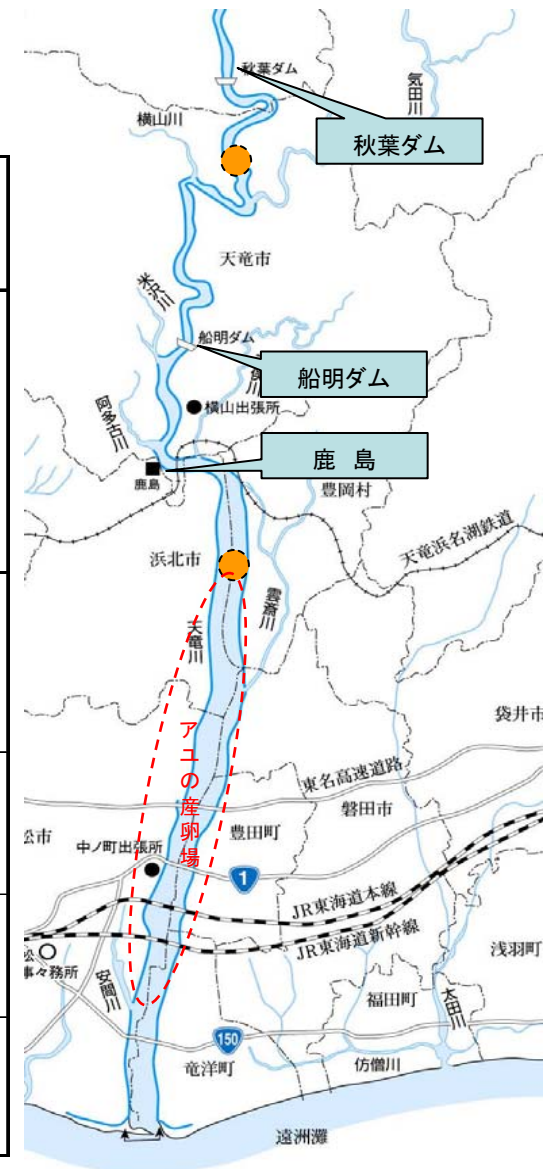 秋葉ダム
気田川
横山川
秋葉ダム
天竜市
米沢川
船明ダム
船明ダム
横山出張所
阿多古川
鹿 島
鹿島
豊岡村
天竜浜名湖鉄道
浜北市
雲斎川
天竜川
アユの産卵場
袋井市
東名高速道路
磐田市
松市
豊田町
中ノ町出張所
1
JR東海道本線
JR東海道新幹線
浅羽町
松
事々務所
安間川
福田町
太田川
150
竜洋町
仿僧川
遠洲灘